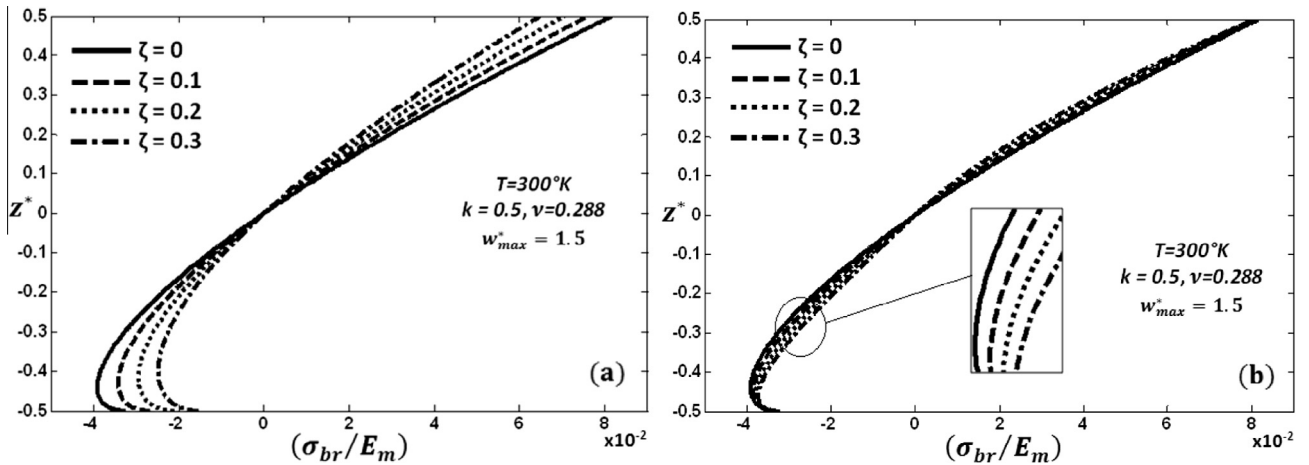 0.5
0.4
0.3
0.2
0.1
0
-0.1
-0.2
-0.3
-0.4
-0.5
z*
ζ = 0
ζ = 0.1
ζ = 0.2
ζ = 0.3
T=300°K
k = 0.5, ν=0.288
w*max = 1.5
(a)
-4 -2 0 2 4 6 8
x10-2
(σbr/Em)
0.5
0.4
0.3
0.2
0.1
0
-0.1
-0.2
-0.3
-0.4
-0.5
z*
ζ = 0
ζ = 0.1
ζ = 0.2
ζ = 0.3
T=300°K
k = 0.5, ν=0.288
w*max = 1.5
(b)
-4 -2 0 2 4 6 8
x10-2
(σbr/Em)